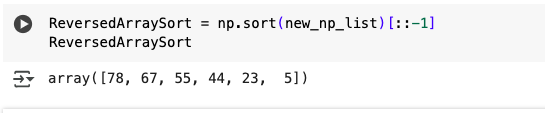 ReversedArraySort = np.sort(new_np_list)[::-1]
ReversedArraySort
array([78, 67, 55, 44, 23,  5])